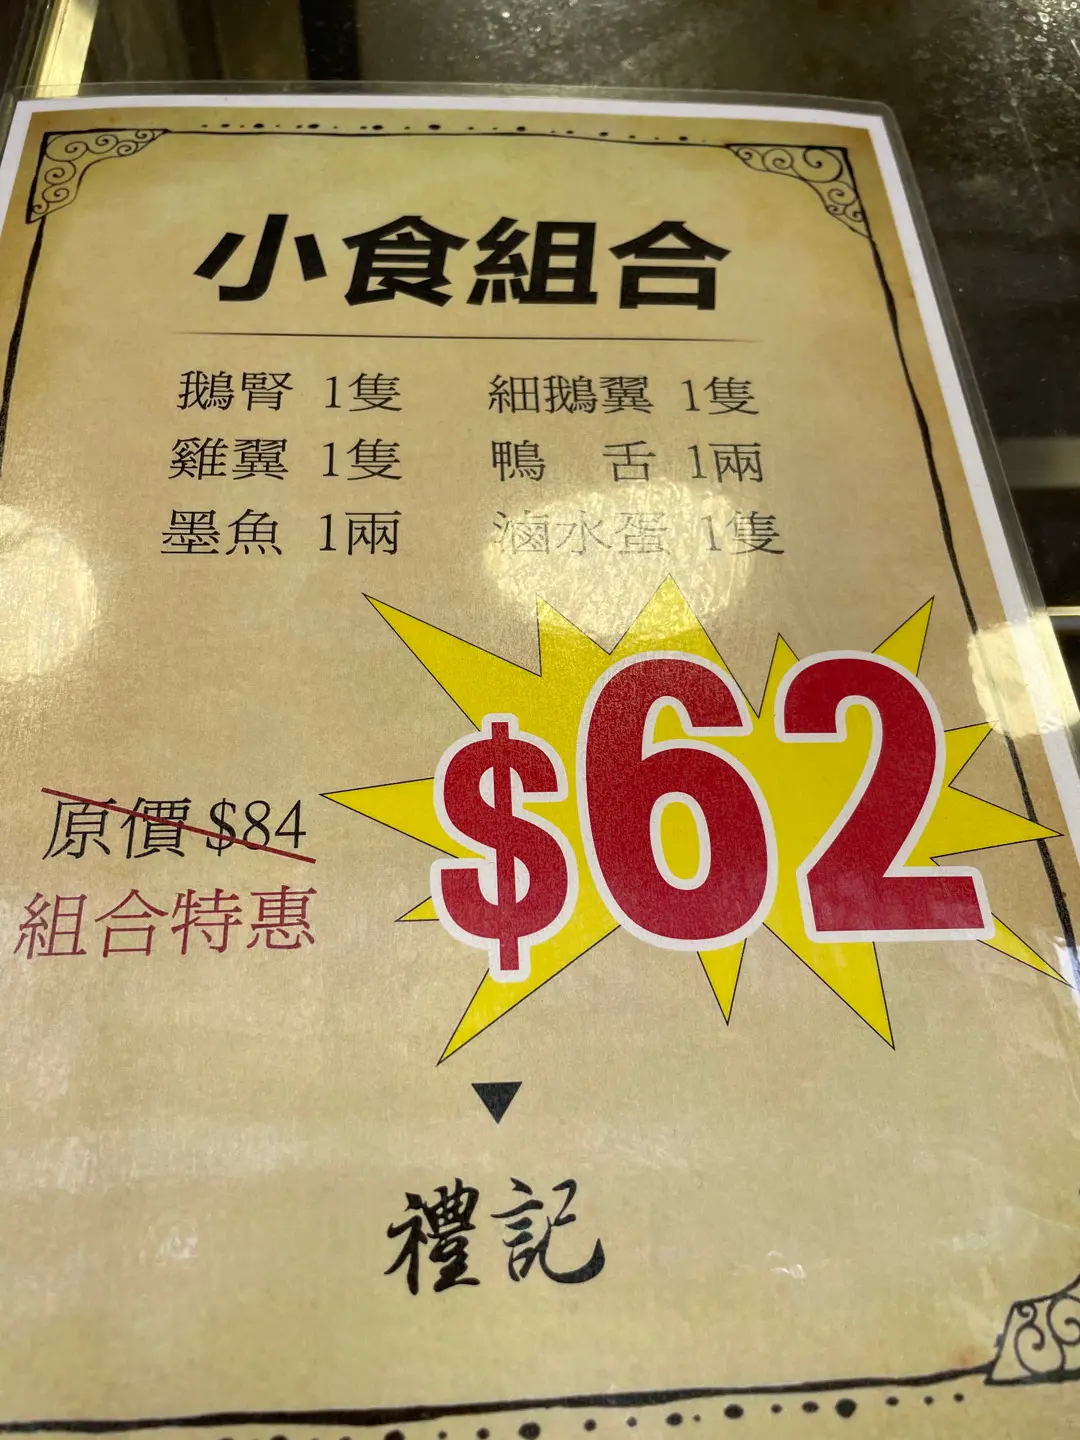 小食組合
鵝腎 1隻 細鵝翼 1隻
雞翼 1隻 鴨 舌 1兩
墨魚 1兩 滷水蛋 1隻
原價 $84
組合特惠
$62
禮記